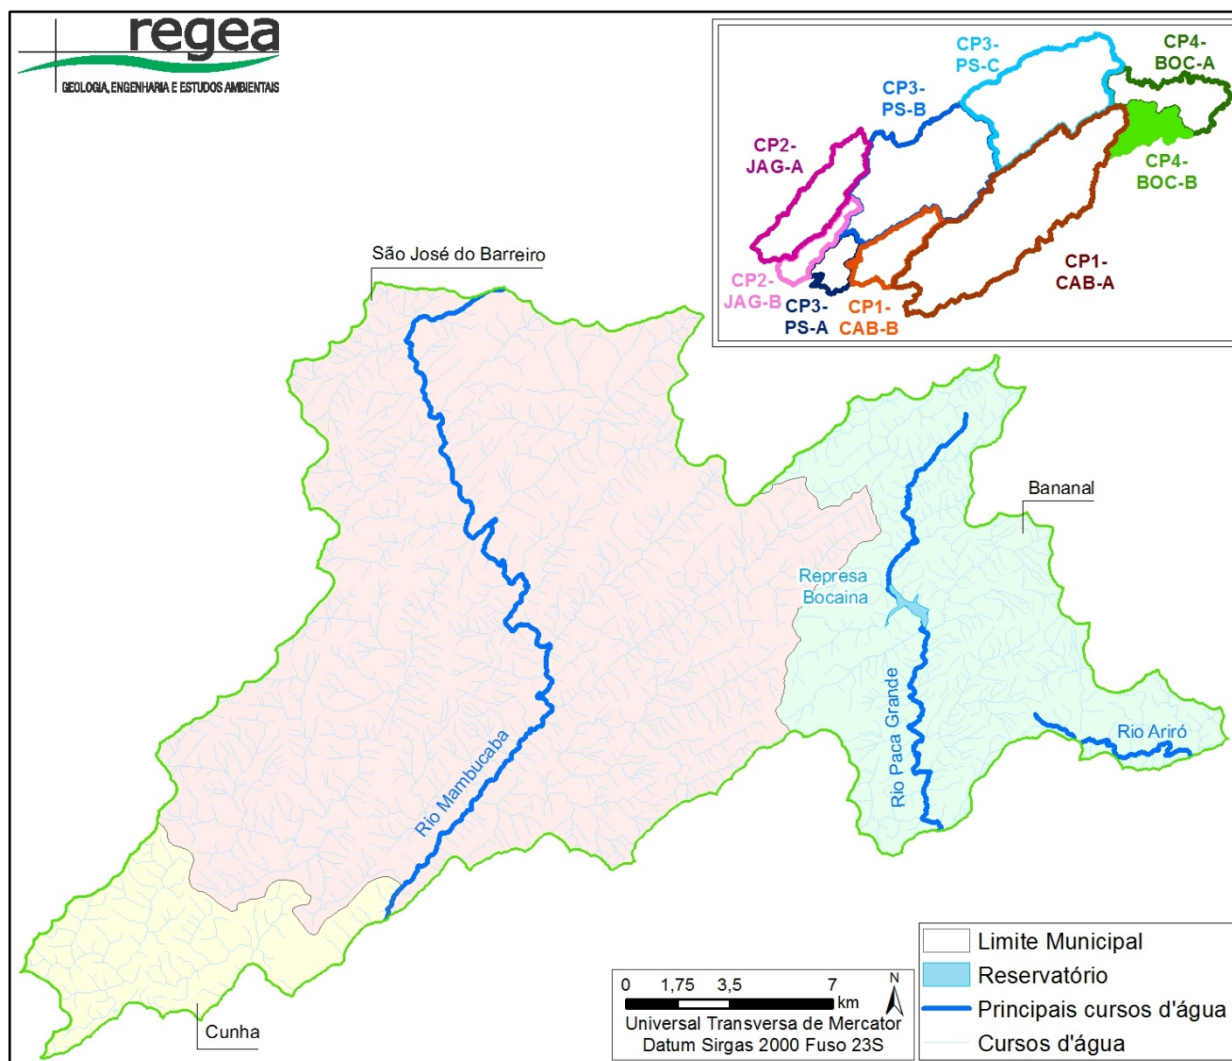 regea
GEOLOGIA, ENGENHARIA E ESTUDOS AMBIENTAIS
CP3-
PS-C
CP4-
BOC-A
CP3-
PS-B
CP2-
JAG-A
CP4-
BOC-B
CP2-
JAG-B
CP3-
PS-A
CP1-
CAB-B
CP1-
CAB-A
São José do Barreiro
Bananal
Represa
Bocaina
Rio Mambucaba
Rio Paca Grande
Rio Ariró
Cunha
0 1,75 3,5 7
km
N
Universal Transversa de Mercator
Datum Sirgas 2000 Fuso 23S
Limite Municipal
Reservatório
Principais cursos d'água
Cursos d'água